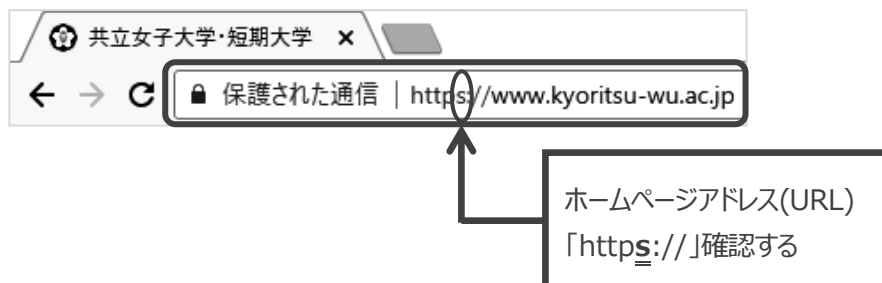 共立女子大学・短期大学
保護された通信 | https://www.kyoritsu-wu.ac.jp
ホームページアドレス(URL)
「https://」確認する